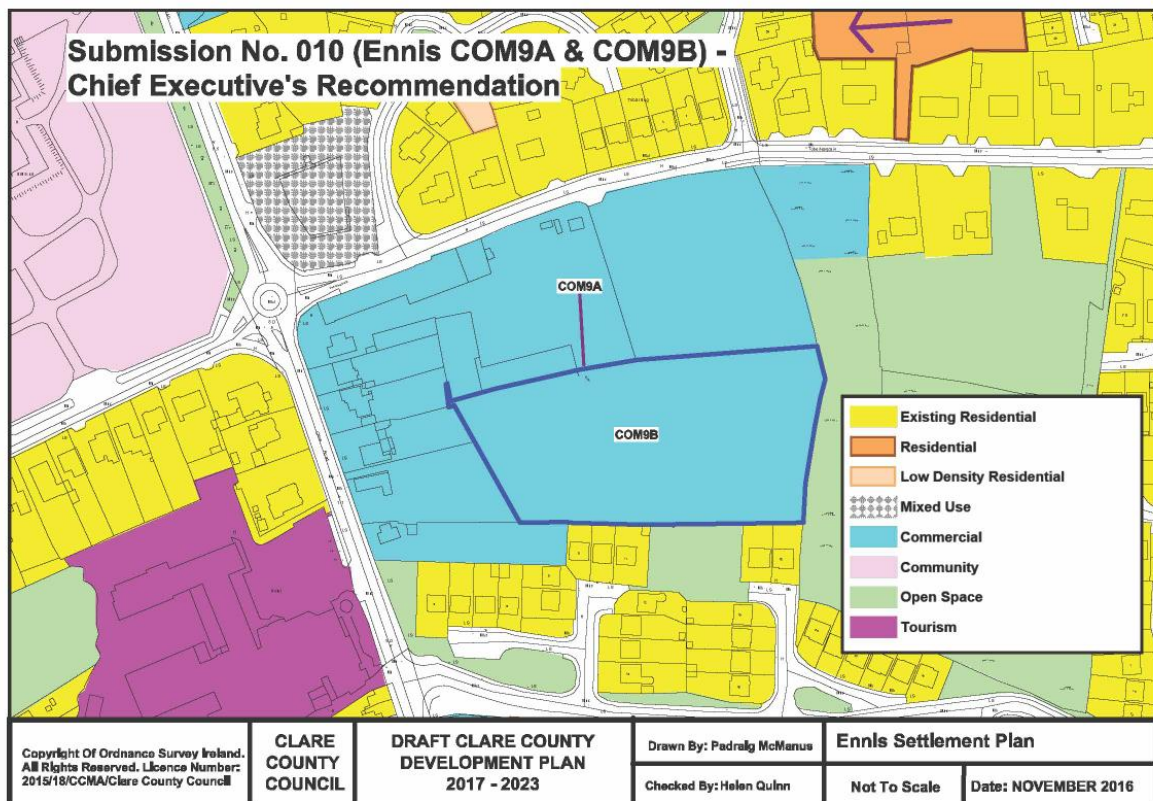 Submission No. 010 (Ennis COM9A & COM9B) -
Chief Executive's Recommendation
COM9A
COM9B
Existing Residential
Residential
Low Density Residential
Mixed Use
Commercial
Community
Open Space
Tourism
Copyright Of Ordnance Survey Ireland.
All Rights Reserved. Licence Number:
2015/18/CCMA/Clare County Council
CLARE
COUNTY
COUNCIL
DRAFT CLARE COUNTY
DEVELOPMENT PLAN
2017 - 2023
Drawn By: Padraig McManus
Checked By: Helen Quinn
Ennis Settlement Plan
Not To Scale
Date: NOVEMBER 2016